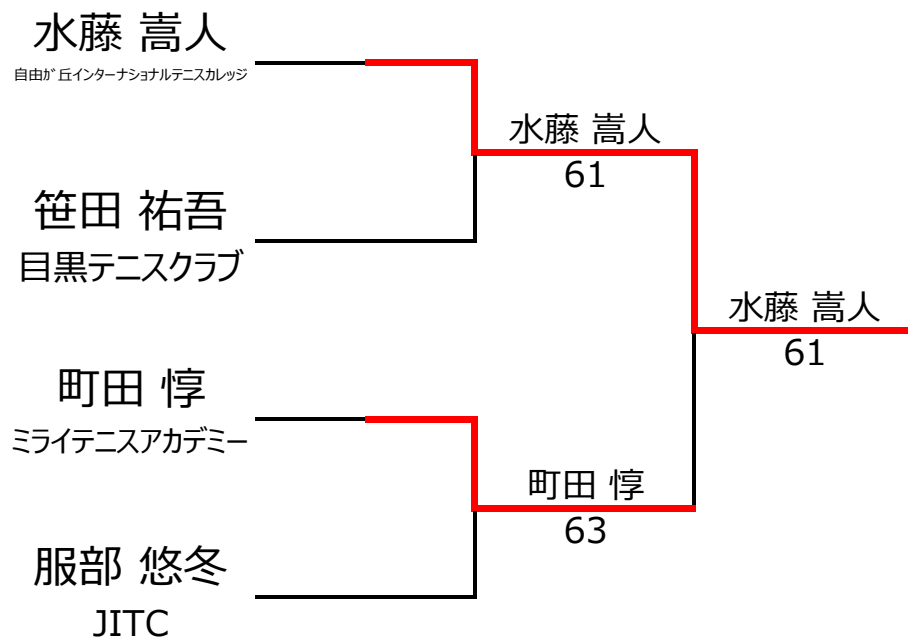 水藤 嵩人
自由が丘インターナショナルテニスカレッジ
水藤 嵩人
61
笹田 祐吾
目黒テニスクラブ
水藤 嵩人
61
町田 惇
ミライテニスアカデミー
町田 惇
63
服部 悠冬
JITC